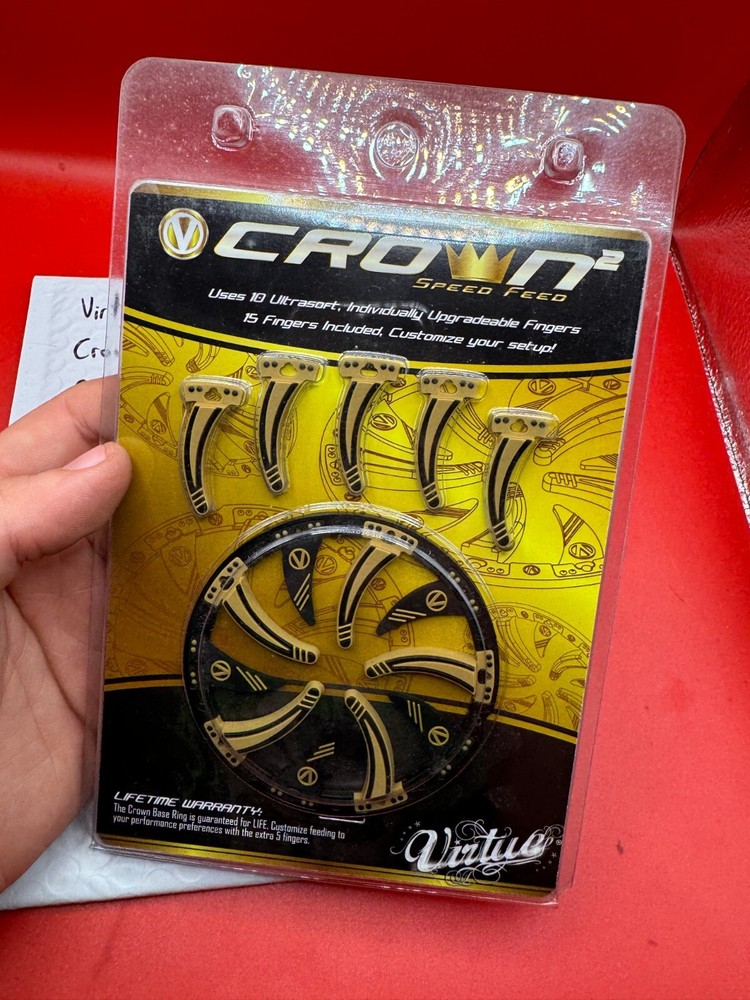 V CROWN²
SPEED FEED
Uses 10 Ultrasoft, Individually Upgradeable Fingers
15 Fingers Included, Customize your setup!
LIFETIME WARRANTY:
The Crown Base Ring is guaranteed for LIFE. Customize feeding to
your performance preferences with the extra 5 fingers.
Virtue®
Vir
Cro